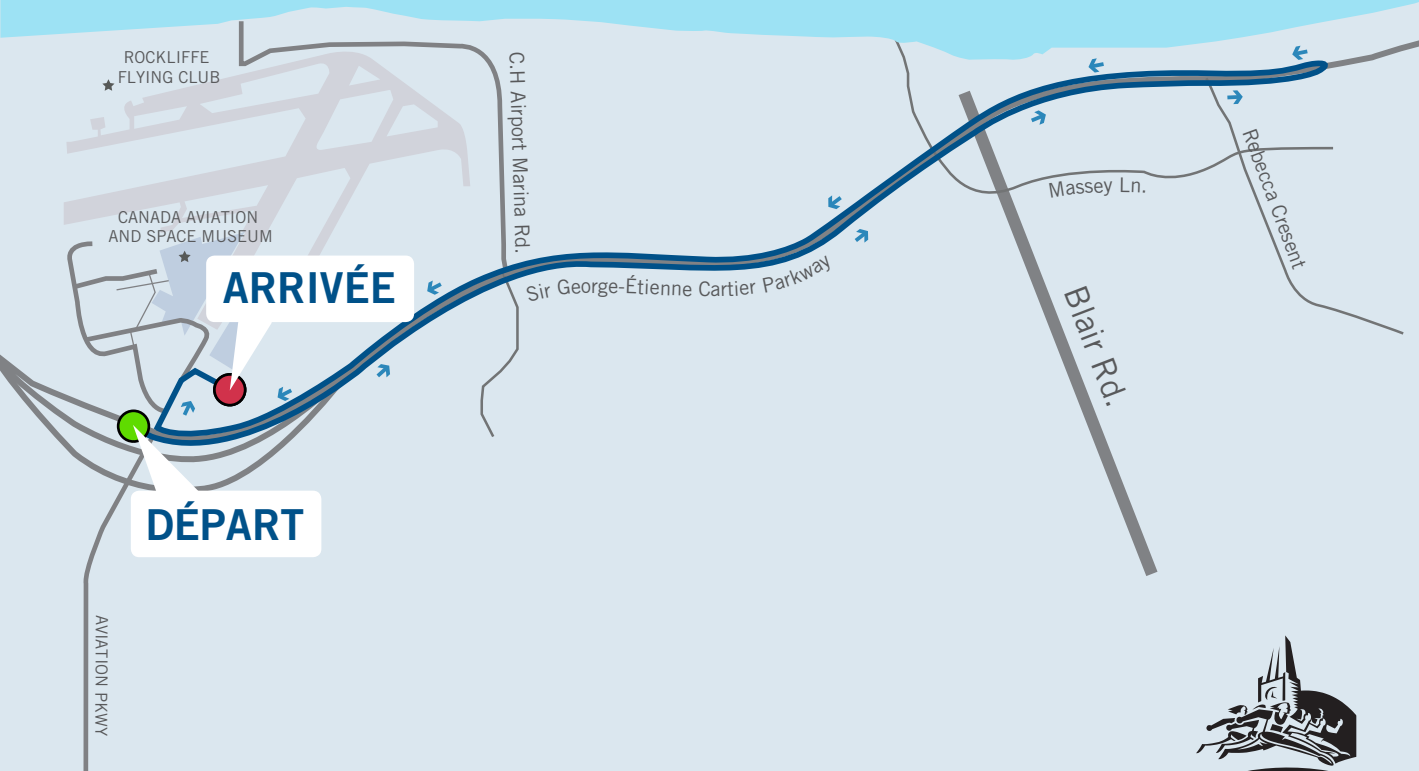 ROCKLIFFE
FLYING CLUB
C.H Airport Marina Rd.
CANADA AVIATION
AND SPACE MUSEUM
ARRIVÉE
Sir George-Étienne Cartier Parkway
Massey Ln.
Rebecca Cresent
Blair Rd.
DÉPART
AVIATION PKWY